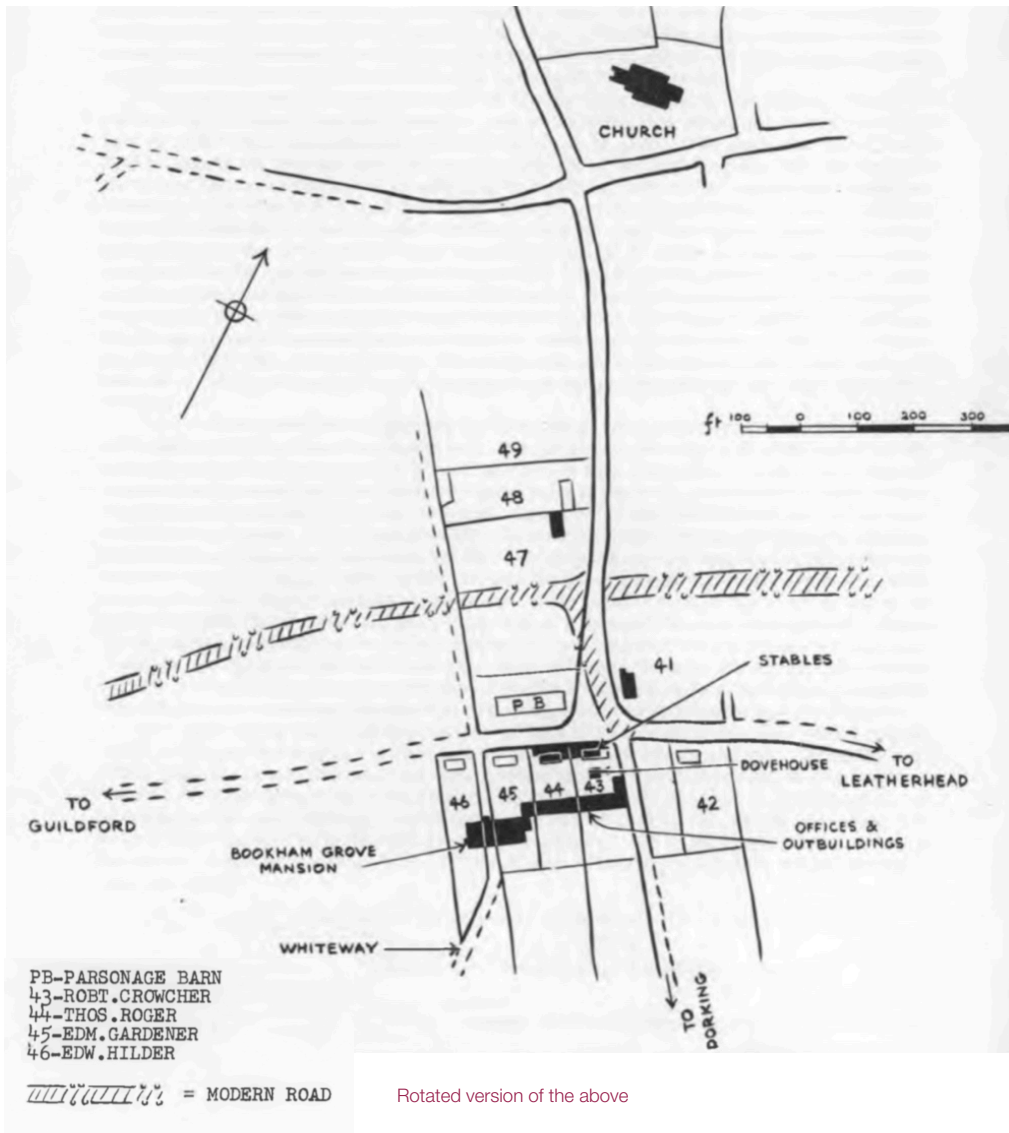 CHURCH
ft 100 0 100 200 300
49
48
47
41
STABLES
P B
DOVEHOUSE
TO
LEATHERHEAD
46
45
44
43
42
TO
GUILDFORD
OFFICES &
OUTBUILDINGS
BOOKHAM GROVE
MANSION
WHITEWAY
TO
DORKING
PB-PARSONAGE BARN
43-ROBT.CROWCHER
44-THOS.ROGER
45-EDM.GARDENER
46-EDW.HILDER
= MODERN ROAD
Rotated version of the above